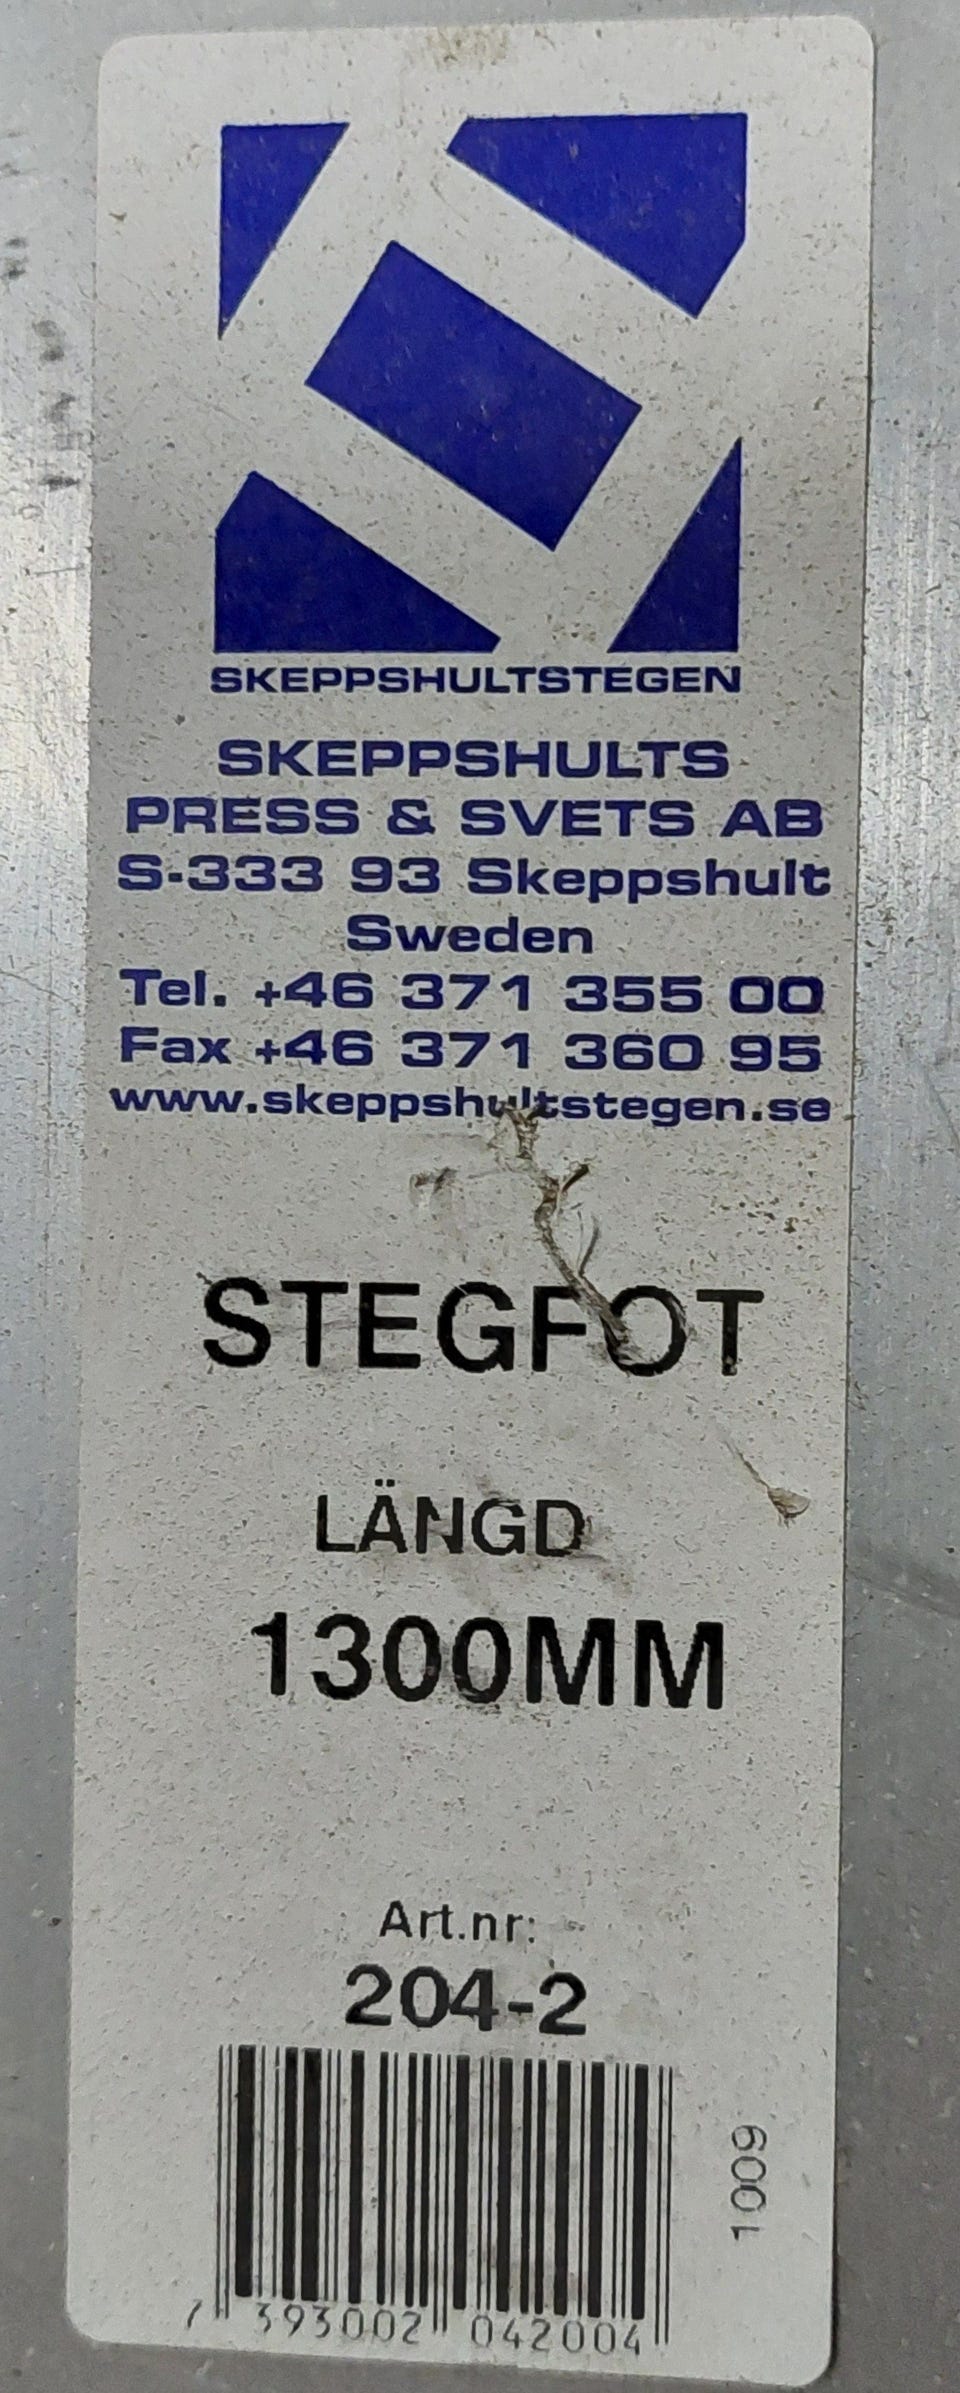 SKEPPSHULTSTEGEN
SKEPPSHULTS
PRESS & SVETS AB
S-333 93 Skeppshult
Sweden
Tel. +46 371 355 00
Fax +46 371 360 95
www.skeppshultstegen.se
STEGFOT
LÄNGD
1300MM
Art.nr:
204-2
7 393002 042004
1009